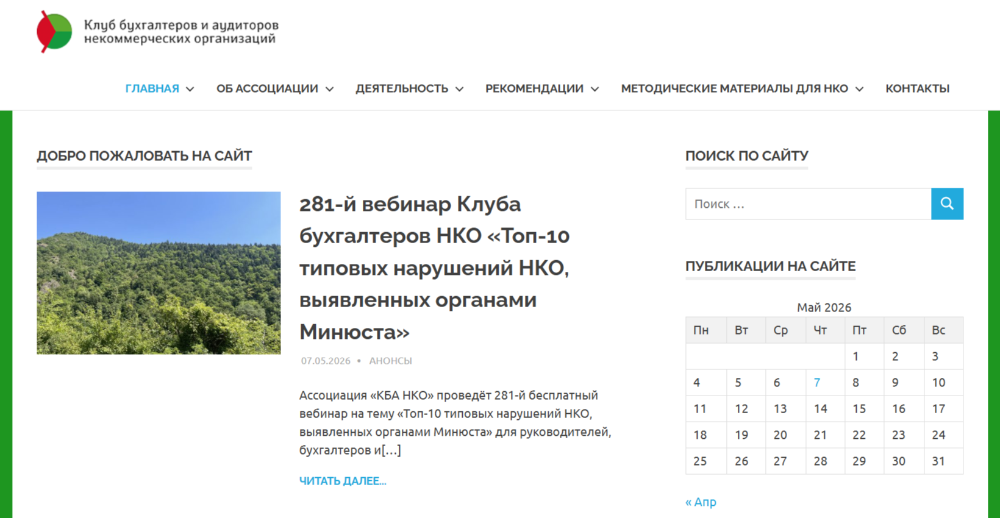 Клуб бухгалтеров и аудиторов
некоммерческих организаций
ГЛАВНАЯ ОБ АССОЦИАЦИИ ДЕЯТЕЛЬНОСТЬ РЕКОМЕНДАЦИИ МЕТОДИЧЕСКИЕ МАТЕРИАЛЫ ДЛЯ НКО КОНТАКТЫ
ДОБРО ПОЖАЛОВАТЬ НА САЙТ
281-й вебинар Клуба
бухгалтеров НКО «Топ-10
типовых нарушений НКО,
выявленных органами
Минюста»
07.05.2026 • АНОНСЫ
Ассоциация «КБА НКО» проведёт 281-й бесплатный
вебинар на тему «Топ-10 типовых нарушений НКО,
выявленных органами Минюста» для руководителей,
бухгалтеров и[…]
ЧИТАТЬ ДАЛЕЕ...
ПОИСК ПО САЙТУ
Поиск …
ПУБЛИКАЦИИ НА САЙТЕ
Май 2026
Пн Вт Ср Чт Пт Сб Вс
1 2 3
4 5 6 7 8 9 10
11 12 13 14 15 16 17
18 19 20 21 22 23 24
25 26 27 28 29 30 31
« Апр